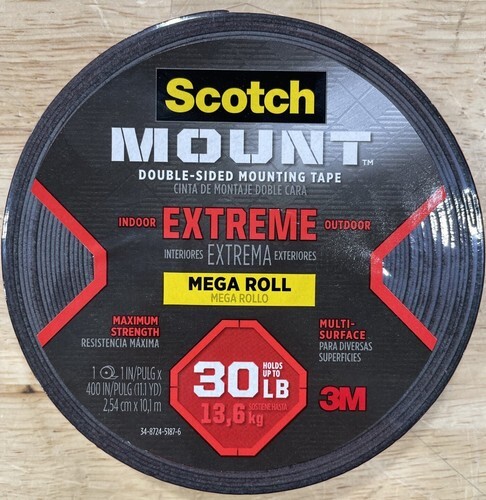 Scotch
MOUNT™
DOUBLE-SIDED MOUNTING TAPE
CINTA DE MONTAJE DOBLE CARA
INDOOR EXTREME OUTDOOR
INTERIORES EXTREMA EXTERIORES
MEGA ROLL
MEGA ROLLO
MAXIMUM
STRENGTH
RESISTENCIA MÁXIMA
1 1 IN/PULG x
400 IN/PULG (11.1 YD)
2,54 cm x 10,1 m
34-8724-5187-6
30 LB
HOLDS
UP TO
13,6 kg
SOSTIENE HASTA
MULTI-
SURFACE
PARA DIVERSAS
SUPERFICIES
3M